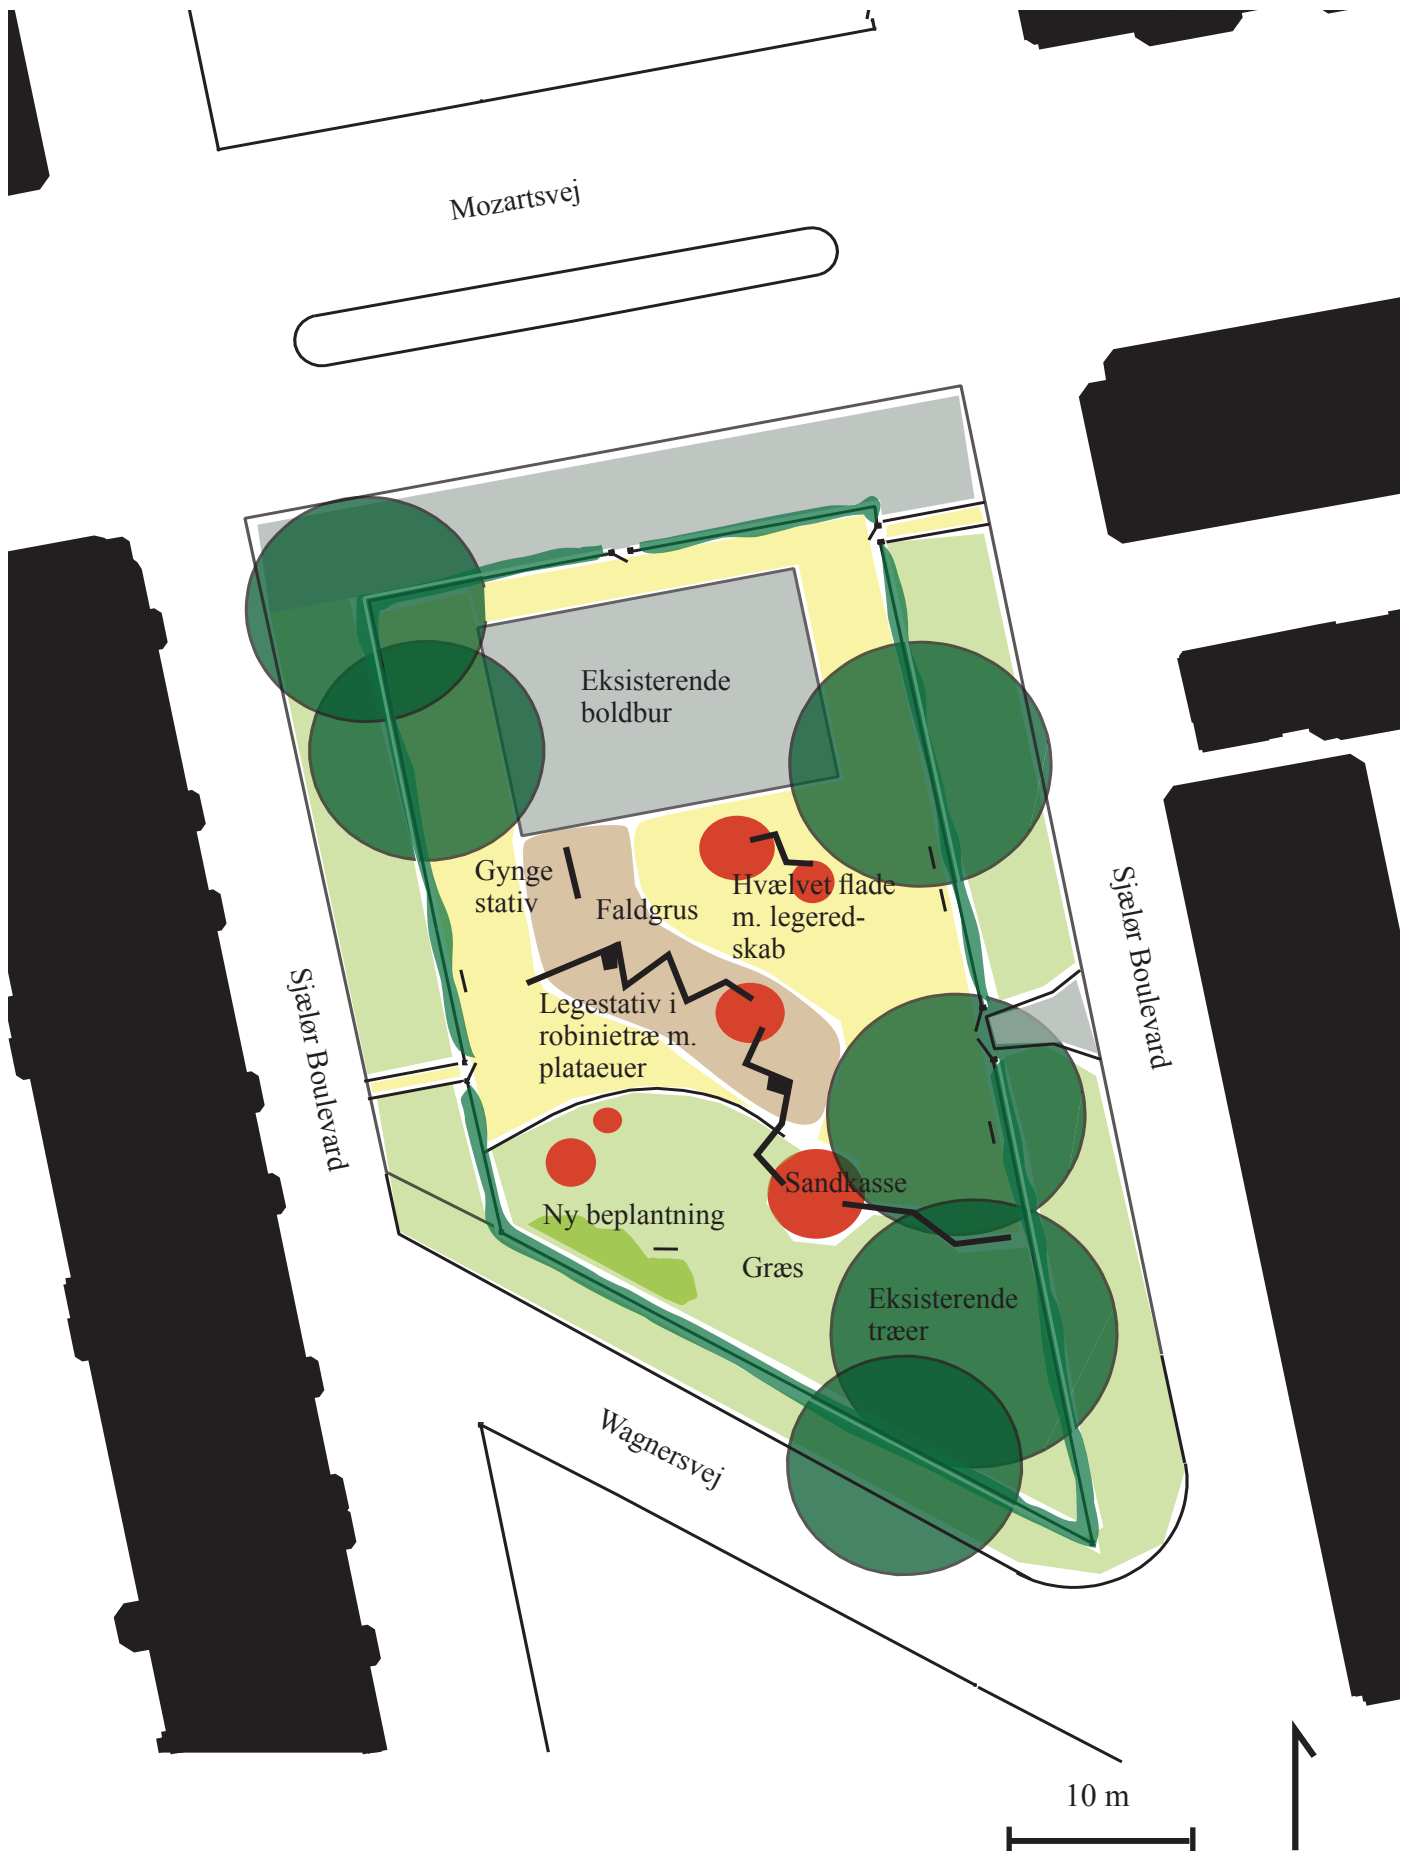 Mozartsvej
Eksisterende
boldbur
Gynge
stativ
Faldgrus
Hvælvet flade
m. legered-
skab
Legestativ i
robinietræ m.
plataeuer
Sjælør Boulevard
Sjælør Boulevard
Sandkasse
Ny beplantning
Græs
Eksisterende
træer
Wagnersvej
10 m